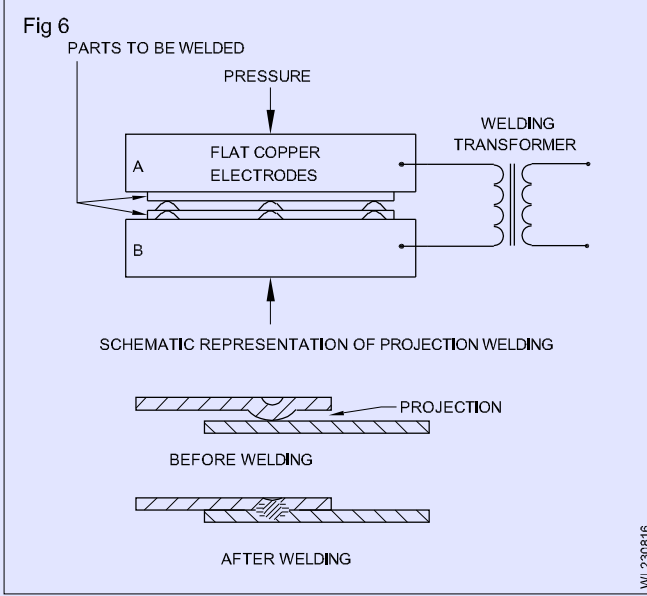 Fig 6
PARTS TO BE WELDED
PRESSURE
WELDING
TRANSFORMER
A
FLAT COPPER
ELECTRODES
B
SCHEMATIC REPRESENTATION OF PROJECTION WELDING
PROJECTION
BEFORE WELDING
AFTER WELDING
WL230816